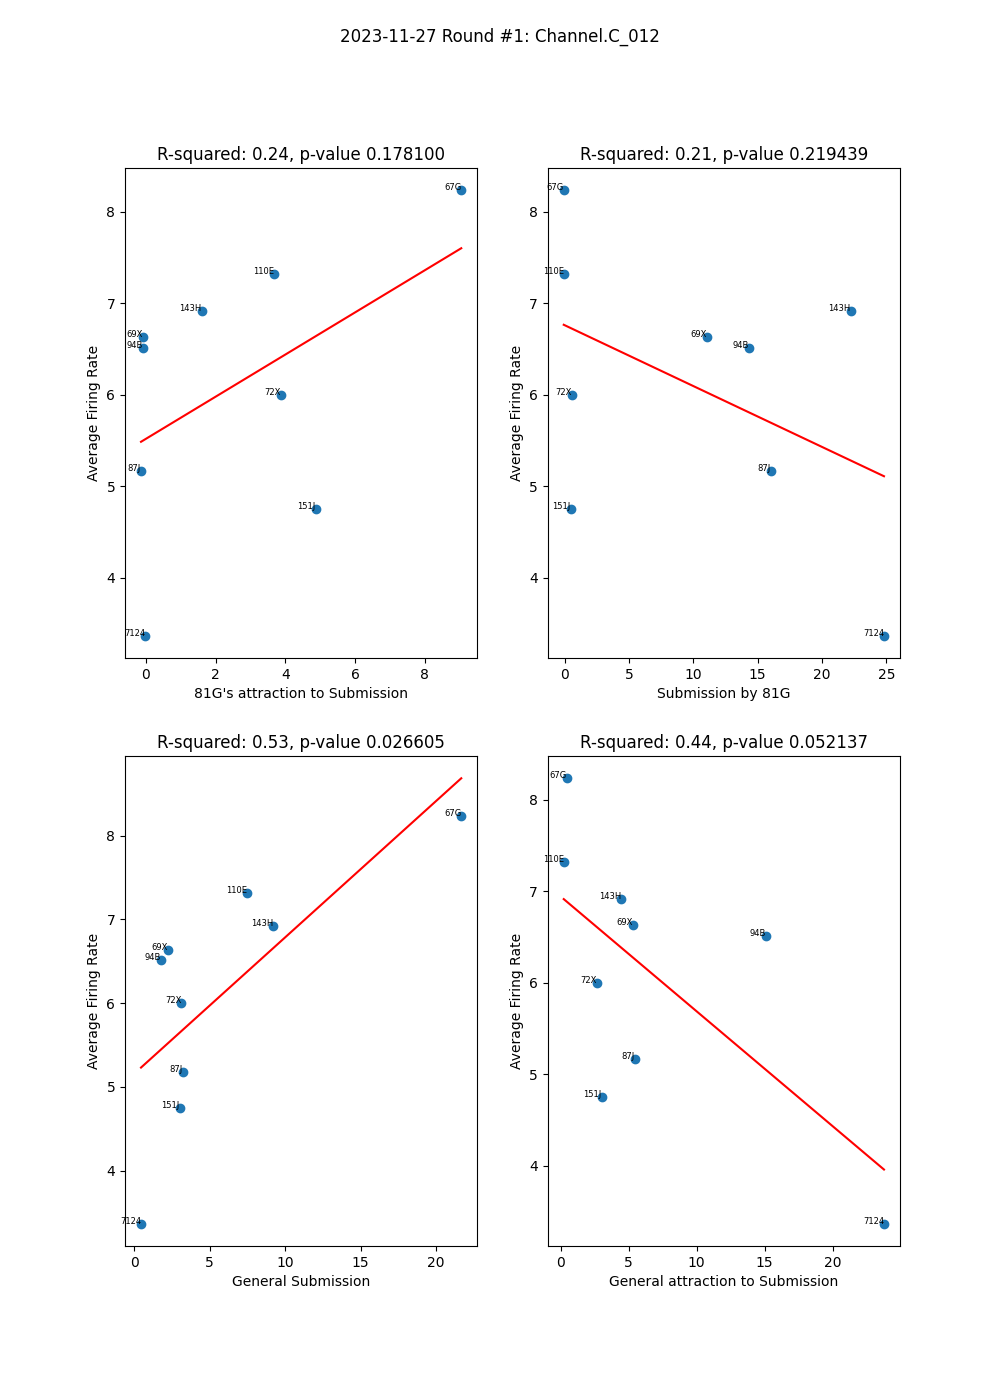 2023-11-27 Round #1: Channel.C_012
R-squared: 0.24, p-value 0.178100
Average Firing Rate
8
7
6
5
4
67G
110E
143H
69X
94B
72X
87J
151J
7124
0 2 4 6 8
81G's attraction to Submission
R-squared: 0.21, p-value 0.219439
Average Firing Rate
8
7
6
5
4
67G
110E
143H
69X
94B
72X
87J
151J
7124
0 5 10 15 20 25
Submission by 81G
R-squared: 0.53, p-value 0.026605
Average Firing Rate
8
7
6
5
4
67G
110E
143H
69X
94B
72X
87J
151J
7124
0 5 10 15 20
General Submission
R-squared: 0.44, p-value 0.052137
Average Firing Rate
8
7
6
5
4
67G
110E
143H
69X
94B
72X
87J
151J
7124
0 5 10 15 20
General attraction to Submission